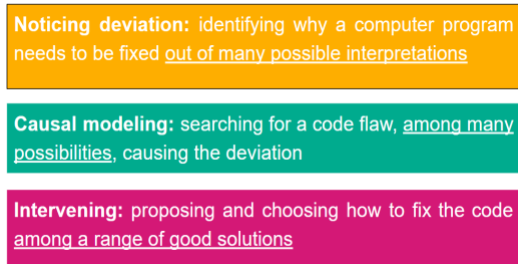 Noticing deviation: identifying why a computer program
needs to be fixed out of many possible interpretations
Causal modeling: searching for a code flaw, among many
possibilities, causing the deviation
Intervening: proposing and choosing how to fix the code
among a range of good solutions